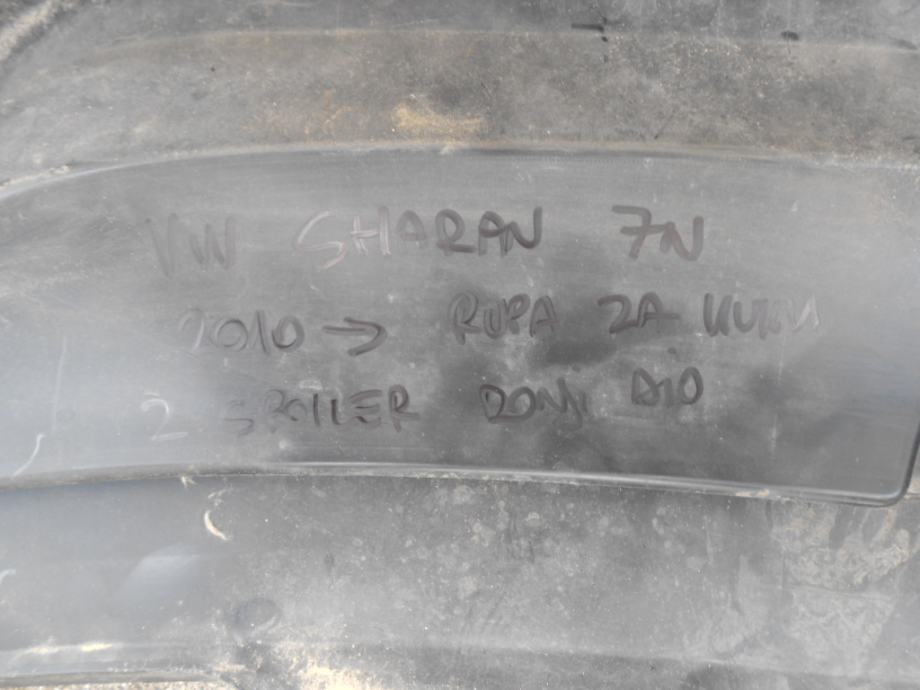 VW SHARAN 7N
2010 → RUPA ZA KUKU
2 SPOILER DONJI DIO